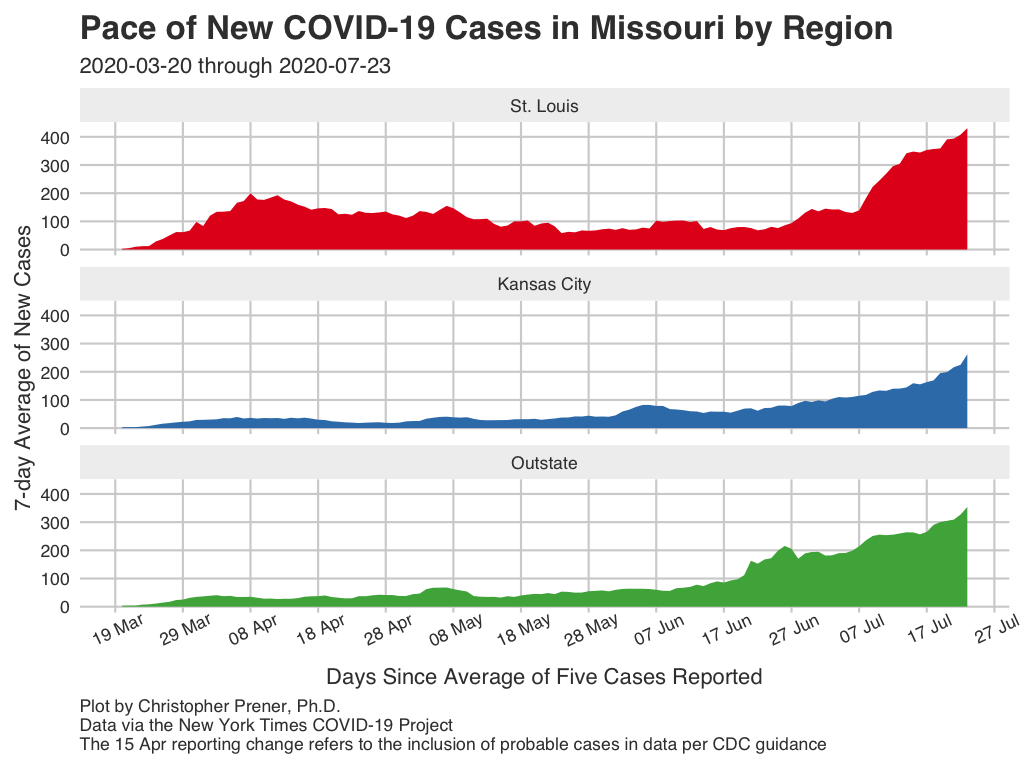 Pace of New COVID-19 Cases in Missouri by Region
2020-03-20 through 2020-07-23
St. Louis
400
300
200
100
0
Kansas City
400
300
200
100
0
Outstate
400
300
200
100
0
7-day Average of New Cases
19 Mar
29 Mar
08 Apr
18 Apr
28 Apr
08 May
18 May
28 May
07 Jun
17 Jun
27 Jun
07 Jul
17 Jul
27 Jul
Days Since Average of Five Cases Reported
Plot by Christopher Prener, Ph.D.
Data via the New York Times COVID-19 Project
The 15 Apr reporting change refers to the inclusion of probable cases in data per CDC guidance